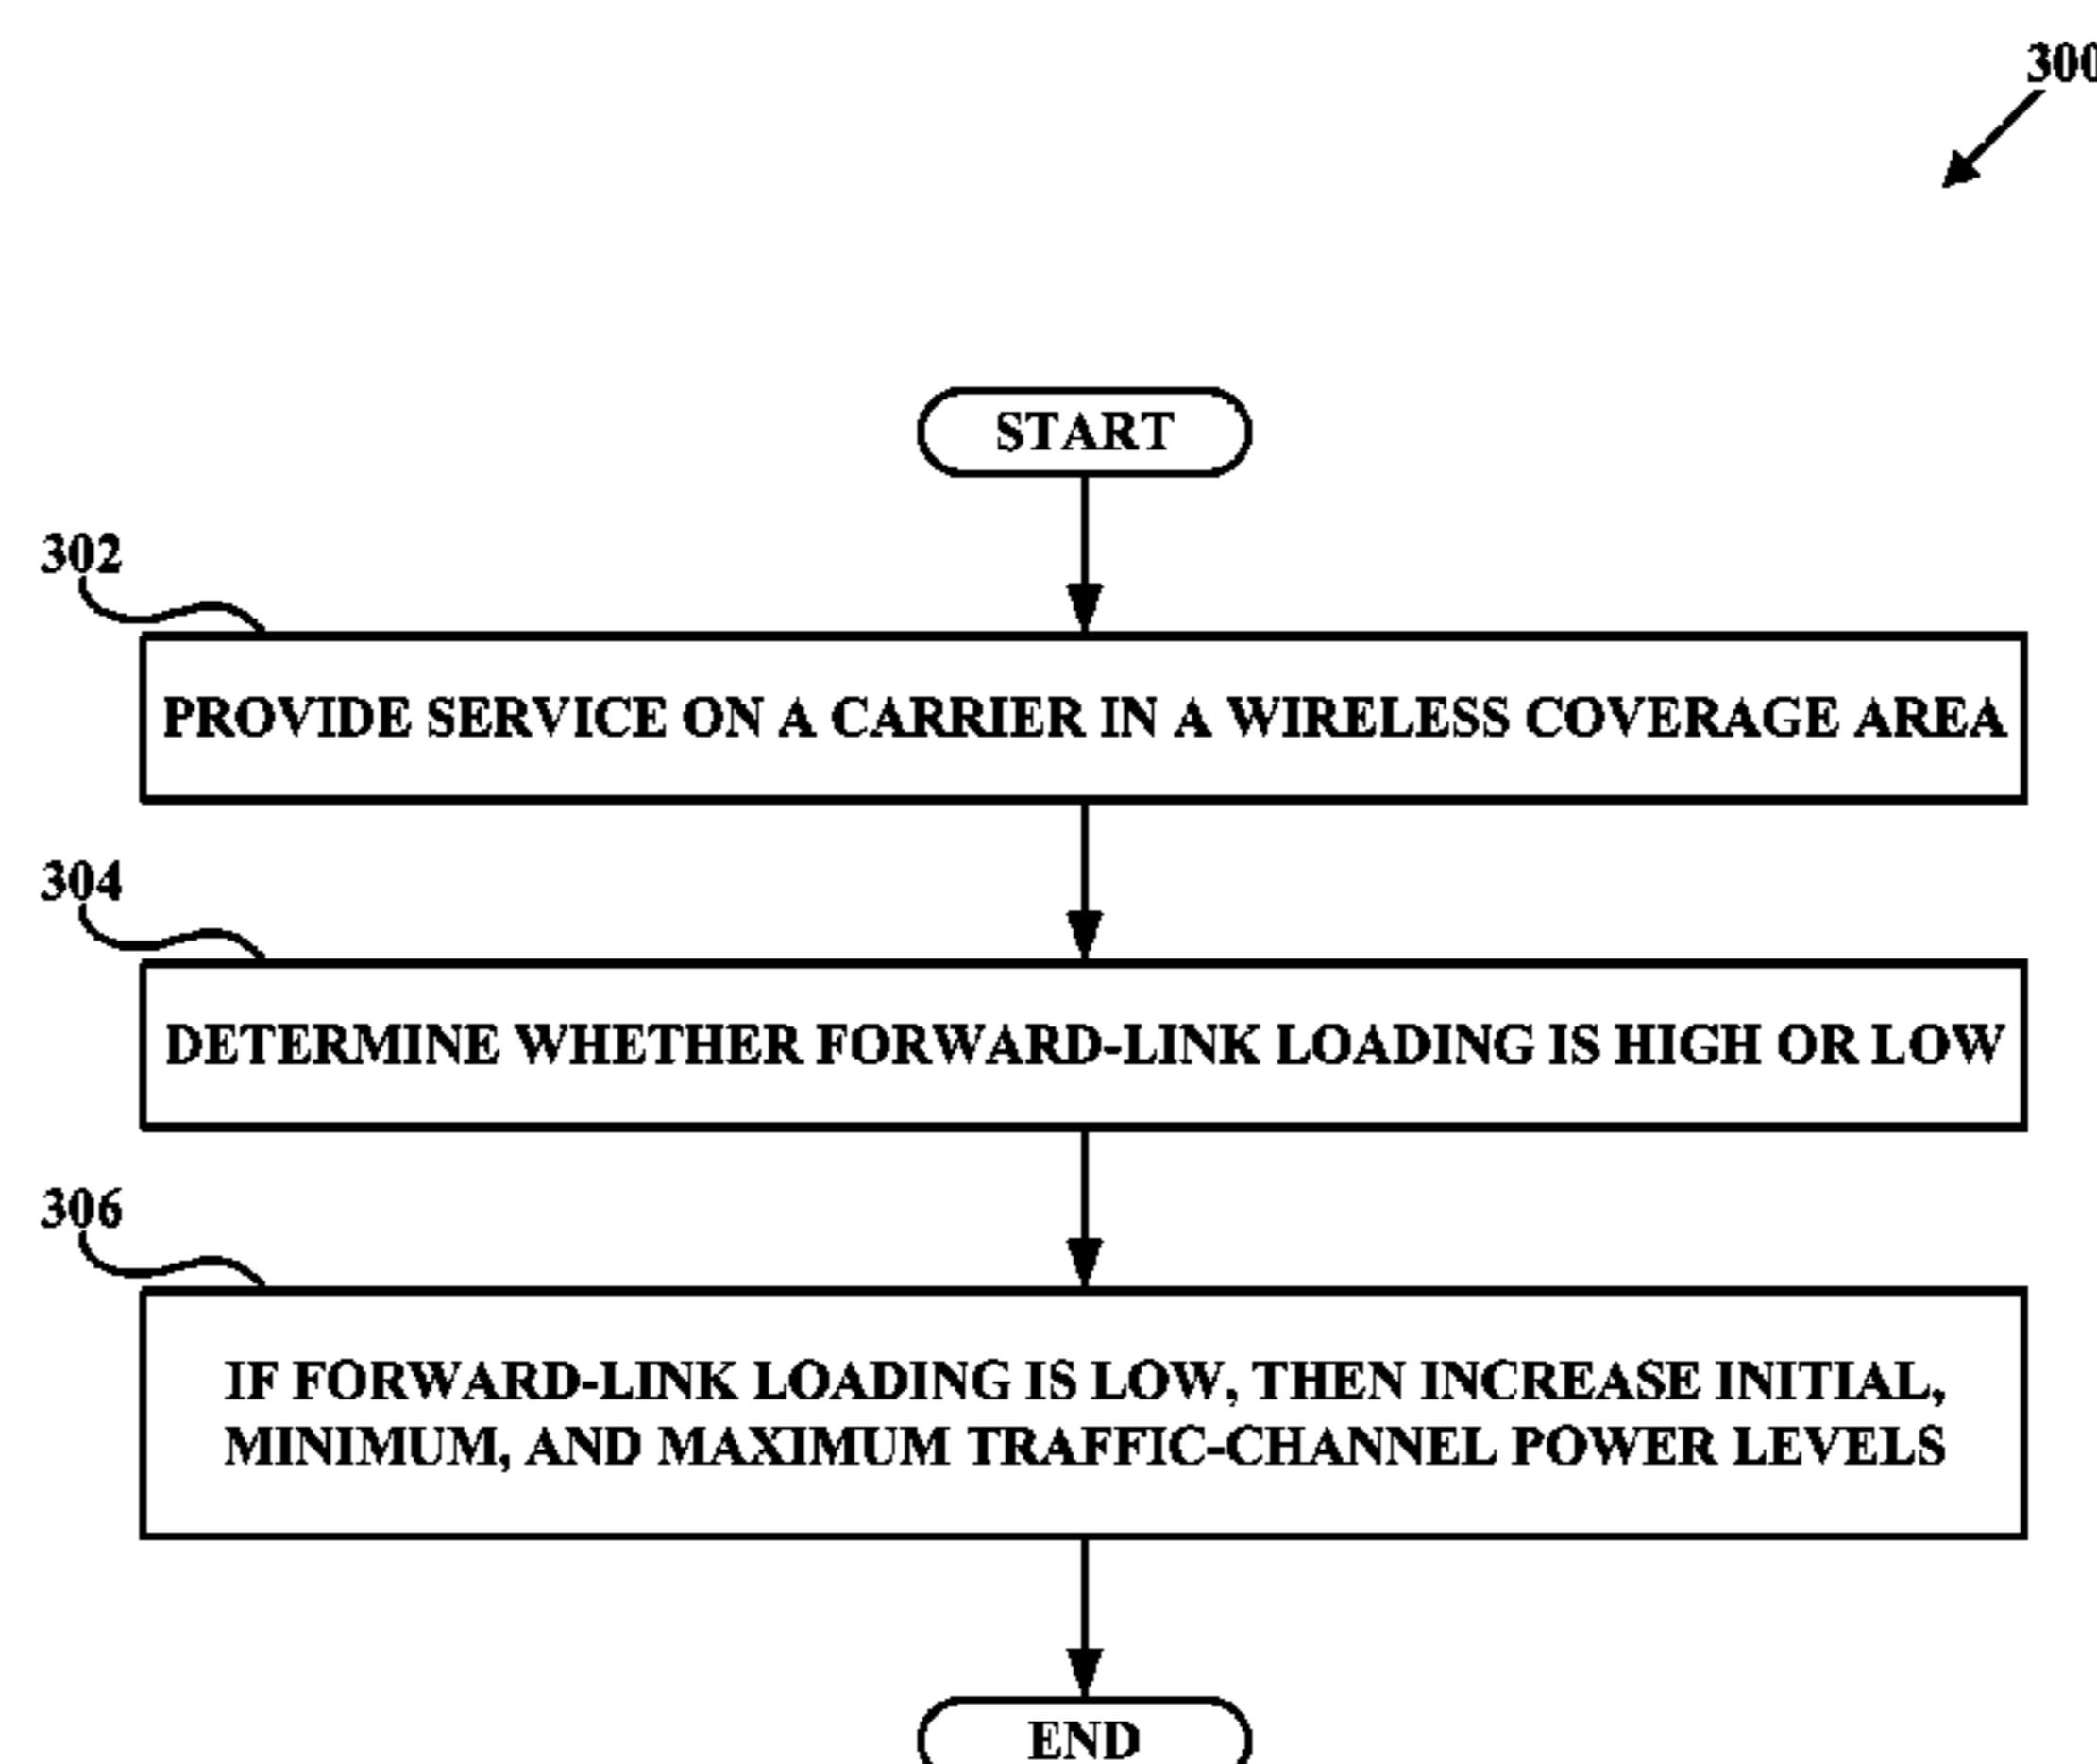 300
START
302
PROVIDE SERVICE ON A CARRIER IN A WIRELESS COVERAGE AREA
304
DETERMINE WHETHER FORWARD-LINK LOADING IS HIGH OR LOW
306
IF FORWARD-LINK LOADING IS LOW, THEN INCREASE INITIAL,
MINIMUM, AND MAXIMUM TRAFFIC-CHANNEL POWER LEVELS
END